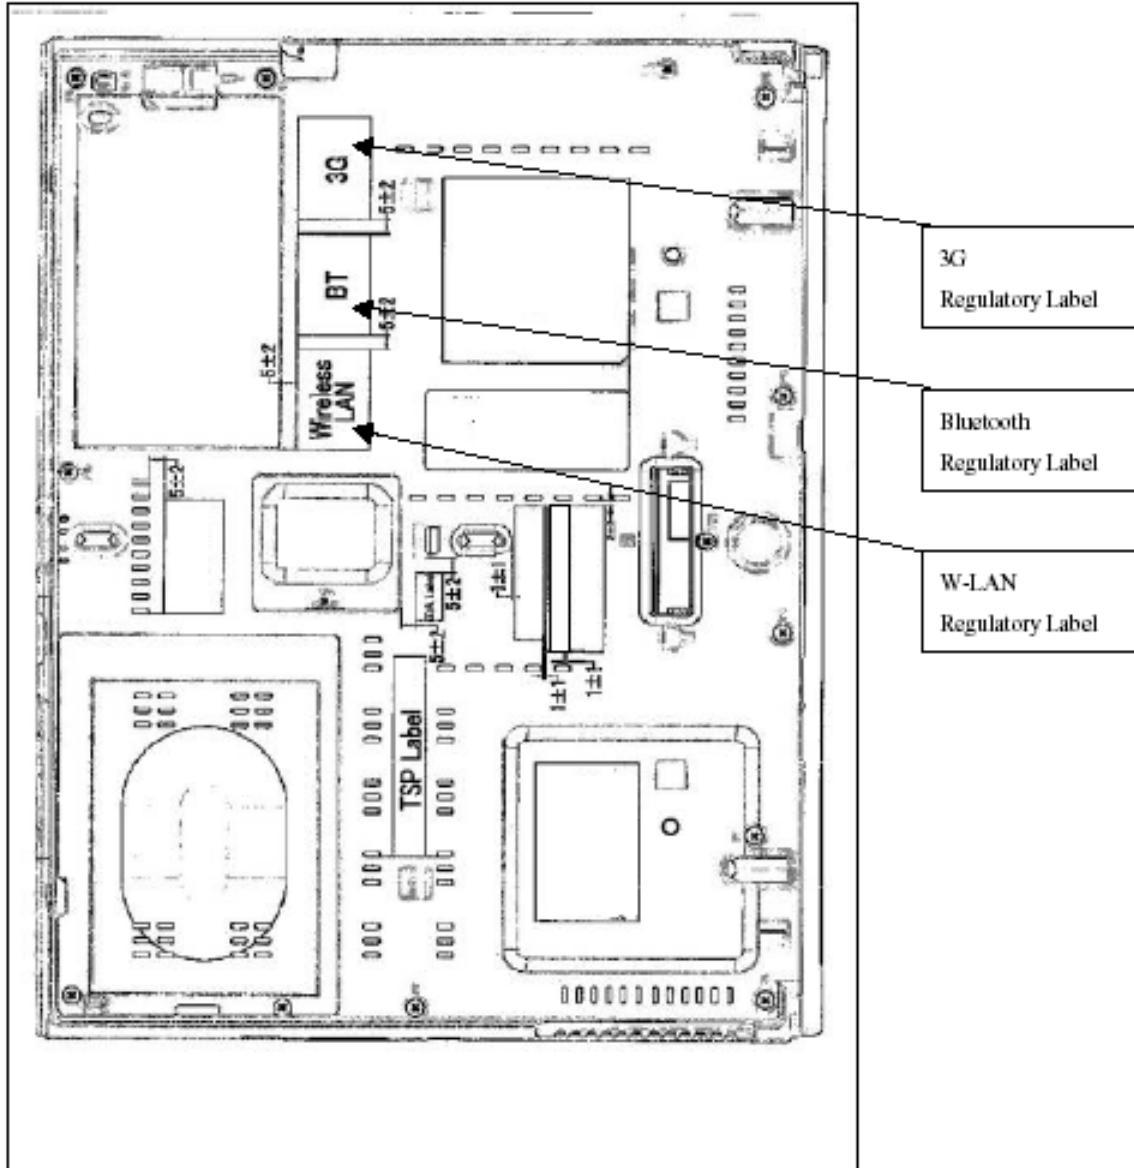 3G
5±2
BT
5±2
5±2
Wireless
LAN
5±2
5±2
1±1
5±2
1±1
1±1
TSP Label
3G
Regulatory Label
Bluetooth
Regulatory Label
W-LAN
Regulatory Label